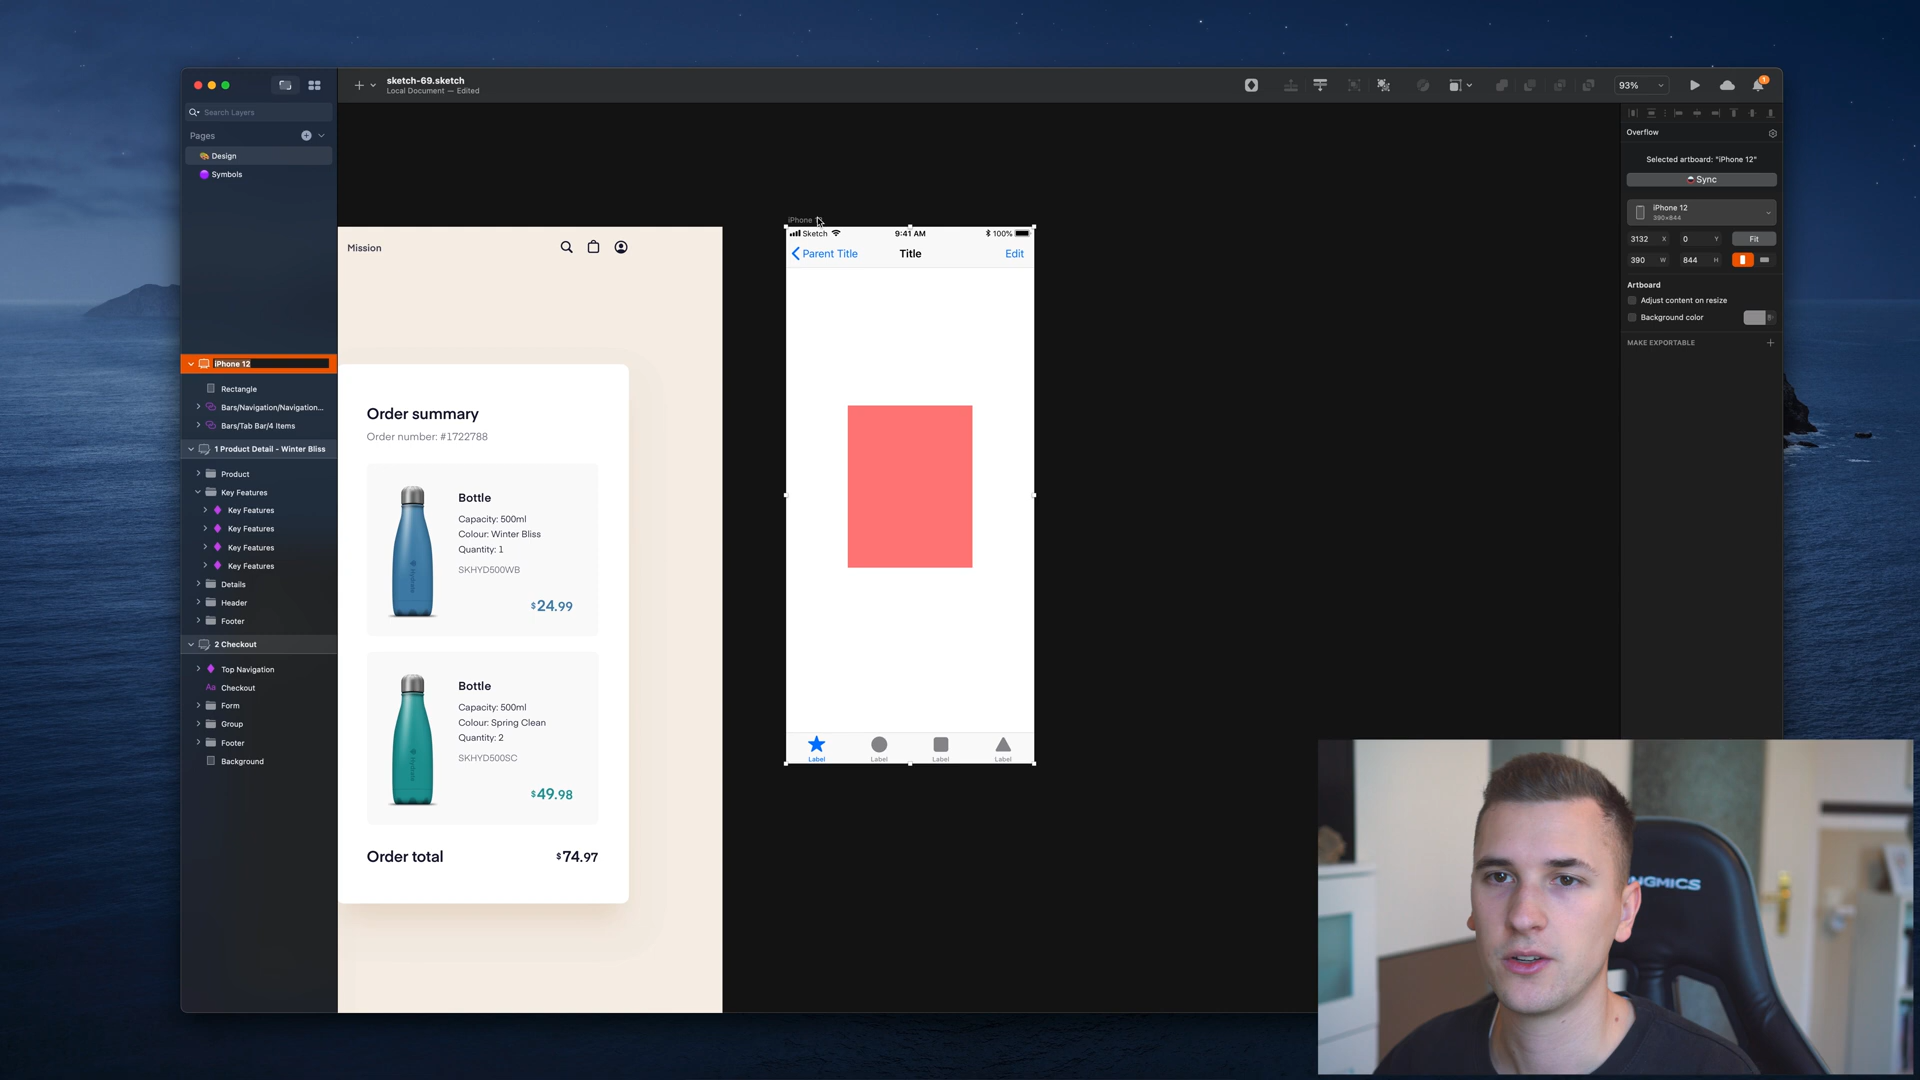 sketch-69.sketch
Local Document — Edited
93%
1
Search Layers
Pages
Design
Symbols
iPhone 12
Rectangle
Bars/Navigation/Navigation...
Bars/Tab Bar/4 Items
1 Product Detail - Winter Bliss
Product
Key Features
Key Features
Key Features
Key Features
Key Features
Details
Header
Footer
2 Checkout
Top Navigation
Aa Checkout
Form
Group
Footer
Background
Mission
Order summary
Order number: #1722788
Bottle
Capacity: 500ml
Colour: Winter Bliss
Quantity: 1
SKHYD500WB
$24.99
Bottle
Capacity: 500ml
Colour: Spring Clean
Quantity: 2
SKHYD500SC
$49.98
Order total
$74.97
iPhone
Sketch
9:41 AM
100%
Parent Title
Title
Edit
Label
Label
Label
Label
Overflow
Selected artboard: "iPhone 12"
Sync
iPhone 12
390×844
3132 X
0 Y
Fit
390 W
844 H
Artboard
Adjust content on resize
Background color
MAKE EXPORTABLE